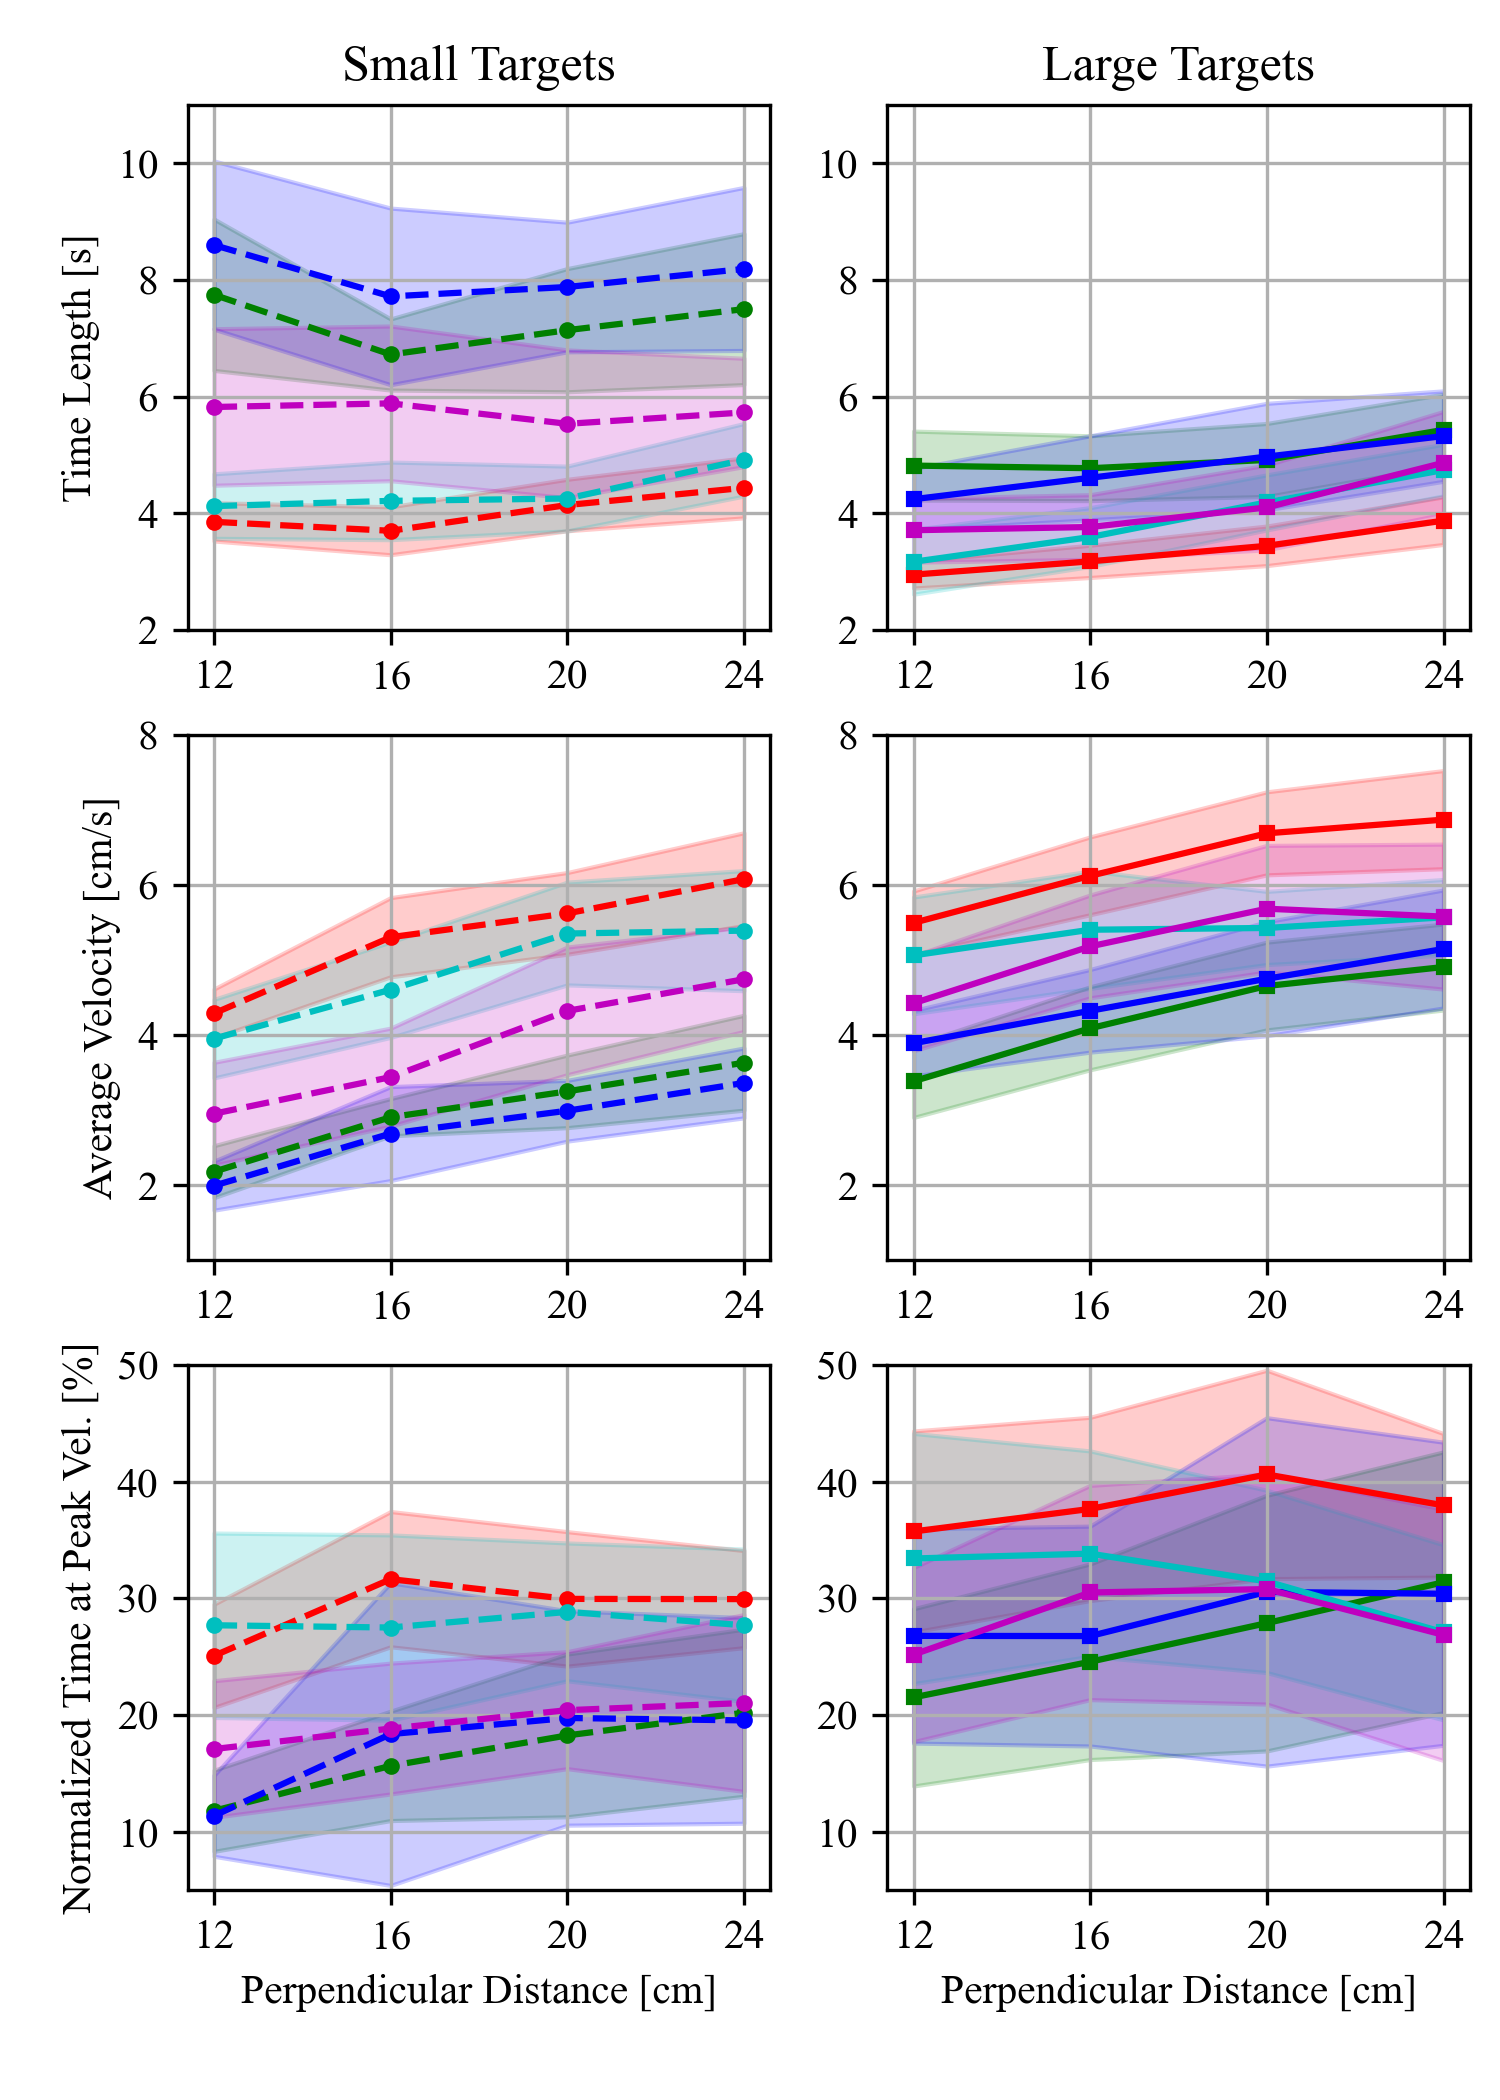 Small Targets
Large Targets
Time Length [s]
10
8
6
4
2
12 16 20 24
10
8
6
4
2
12 16 20 24
Average Velocity [cm/s]
8
6
4
2
12 16 20 24
8
6
4
2
12 16 20 24
Normalized Time at Peak Vel. [%]
50
40
30
20
10
12 16 20 24
Perpendicular Distance [cm]
50
40
30
20
10
12 16 20 24
Perpendicular Distance [cm]